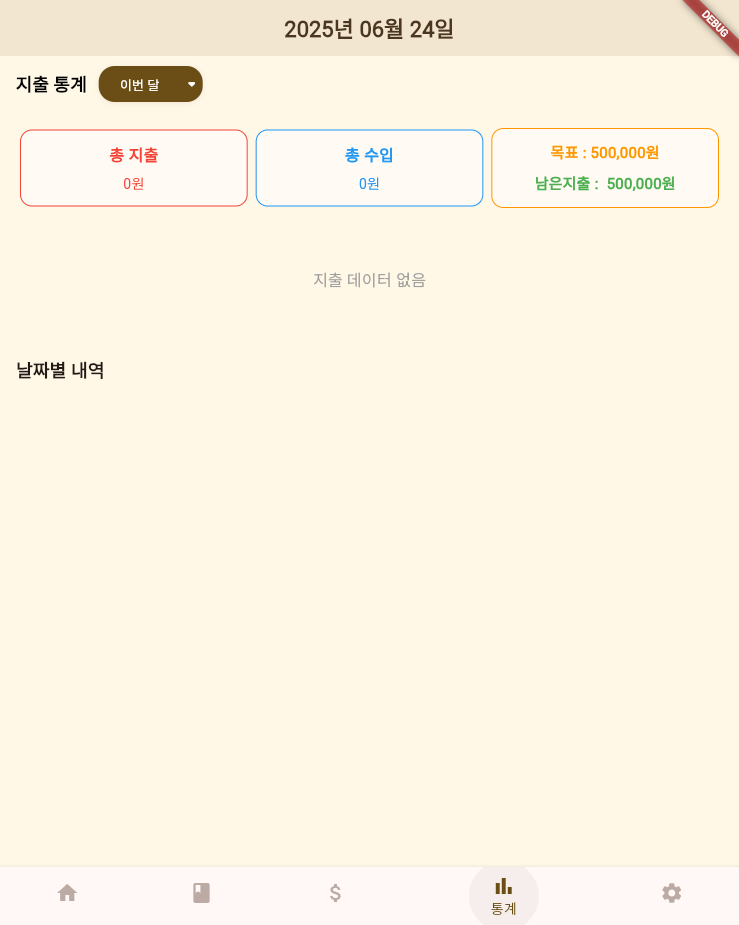 2025년 06월 24일
DEBUG
지출 통계 이번 달
총 지출 총 수입 목표 : 500,000원
0원 0원 남은지출 : 500,000원
지출 데이터 없음
날짜별 내역
통계